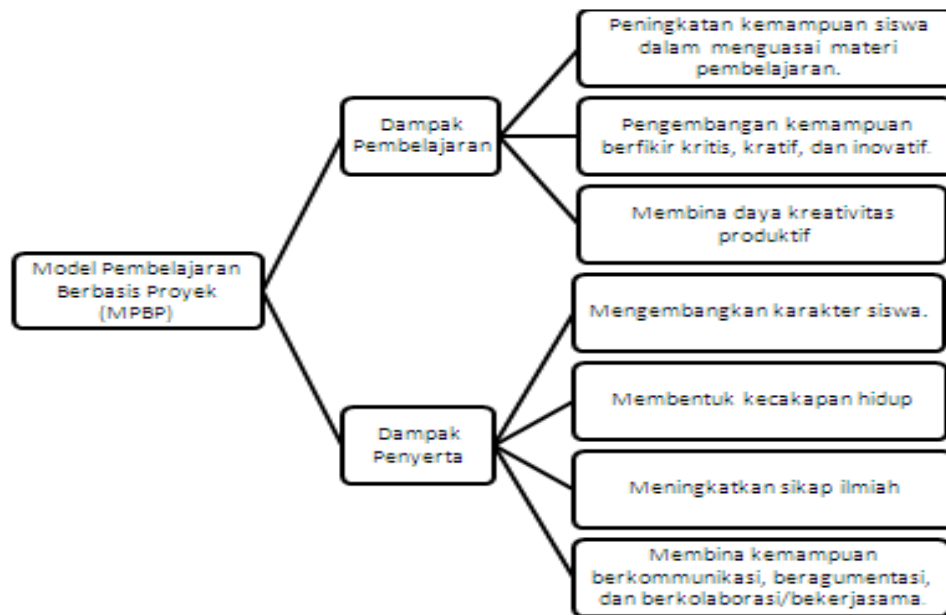 Peningkatan kemampuan siswa
dalam menguasai materi
pembelajaran.
Dampak
Pembelajaran
Pengembangan kemampuan
berfikir kritis, kratif, dan inovatif.
Membina daya kreativitas
produktif
Model Pembelajaran
Berbasis Proyek
(MPBP)
Mengembangkan karakter siswa.
Membentuk kecakapan hidup
Dampak
Penyerta
Meningkatkan sikap ilmiah
Membina kemampuan
berkommunikasi, beragumentasi,
dan berkolaborasi/bekerjasama.